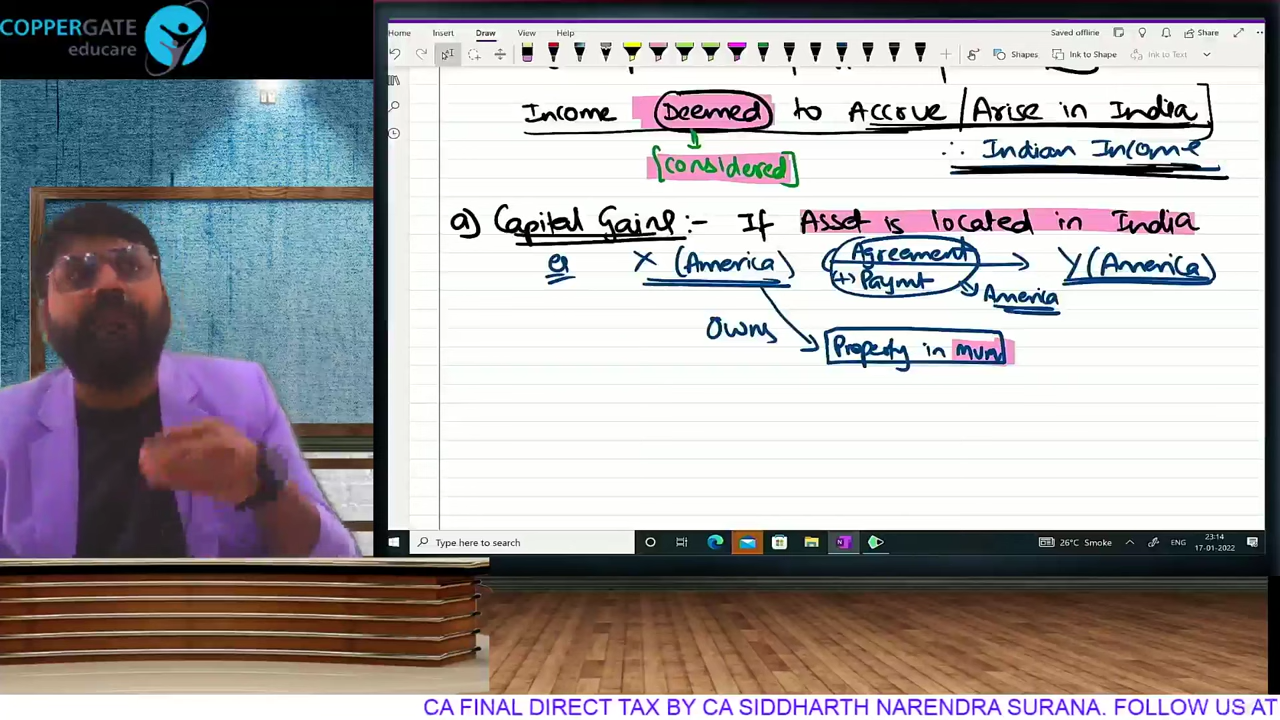 COPPERGATE
educare
Home Insert Draw View Help
Saved offline
Share
Shapes
Ink to Shape
Ink to Text
Income Deemed to Accrue / Arise in India
[considered]
∴ Indian Income
a) Capital Gains :- If Asset is located in India
eg X (America) Agreement Y (America)
(+) Paymt
America
Owns
Property in mum
Type here to search
26°C Smoke
ENG
23:14
17-01-2022
CA FINAL DIRECT TAX BY CA SIDDHARTH NARENDRA SURANA. FOLLOW US AT